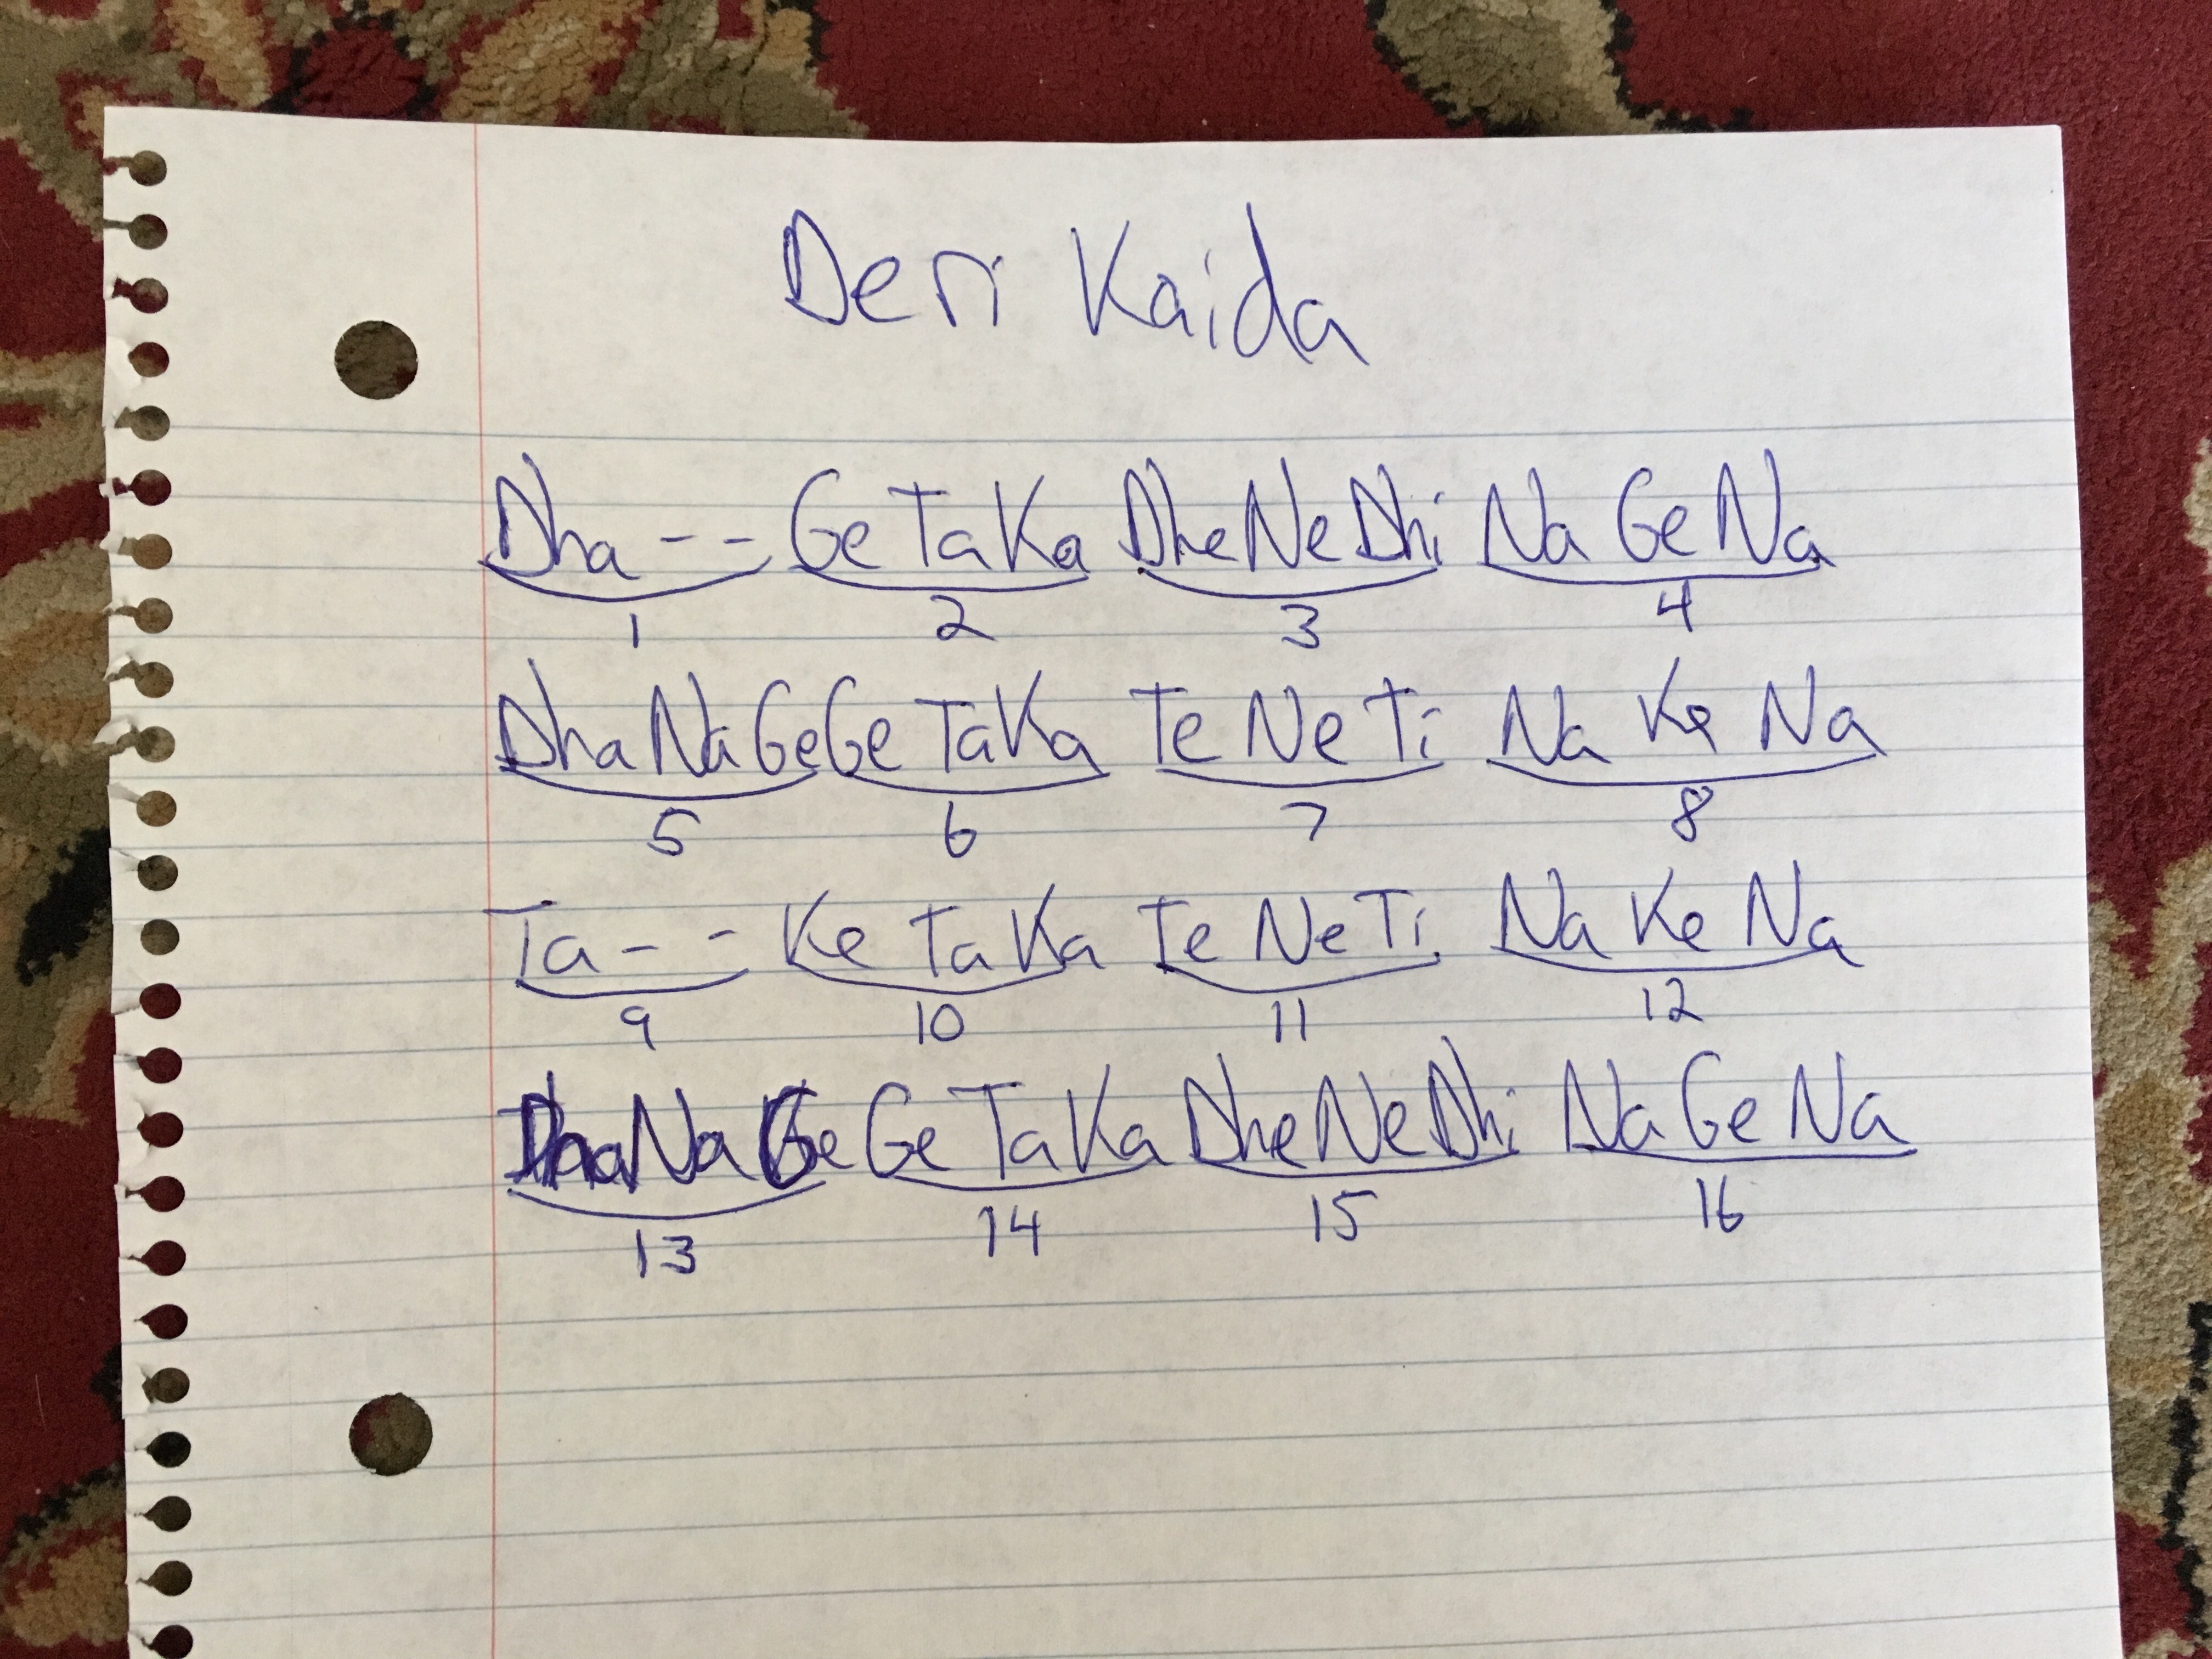 Deri Kaida
Dha -- Ge Ta Ka Dhe Ne Dhi Na Ge Na
1 2 3 4
Dha Na Ge Ge Ta Ka Te Ne Ti Na Ke Na
5 6 7 8
Ta -- Ke Ta Ka Te Ne Ti Na Ke Na
9 10 11 12
Dha Na Ge Ge Ta Ka Dhe Ne Dhi Na Ge Na
13 14 15 16